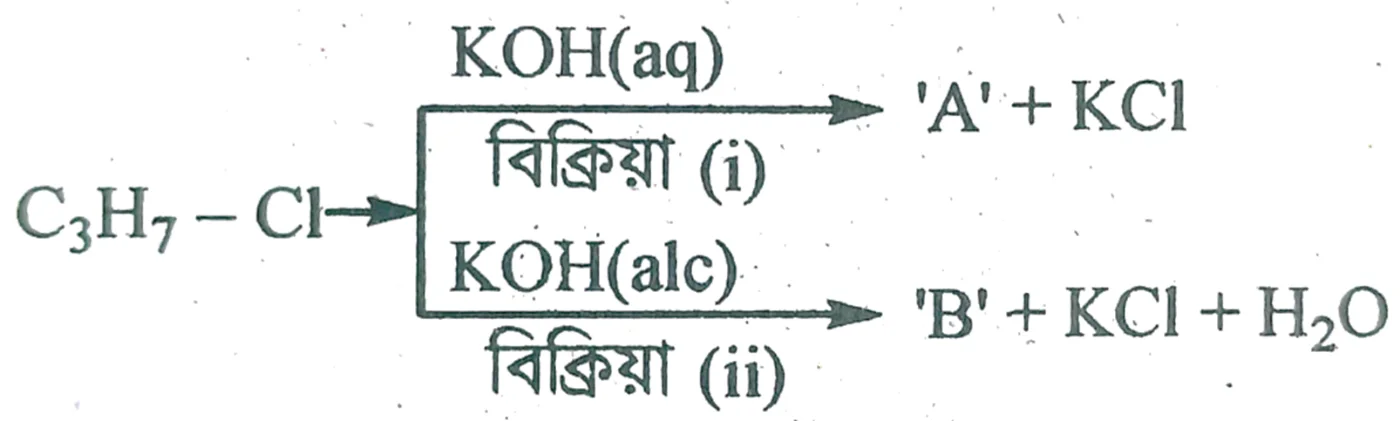 KOH(aq)
'A' + KCl
বিক্রিয়া (i)
C₃H₇ – Cl
KOH(alc)
'B' + KCl + H₂O
বিক্রিয়া (ii)